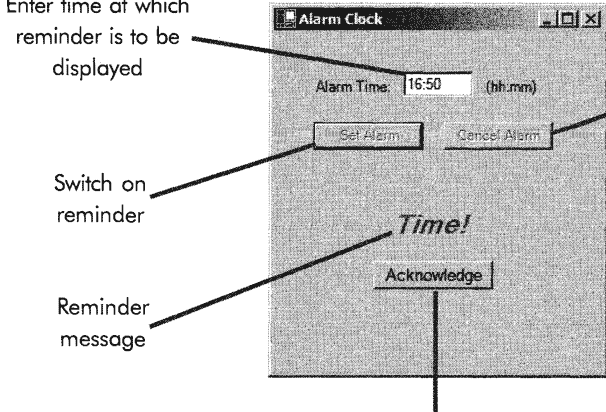 Enter time at which
reminder is to be
displayed
Alarm Clock
Alarm Time: 16:50 (hh:mm)
Set Alarm Cancel Alarm
Switch on
reminder
Time!
Acknowledge
Reminder
message